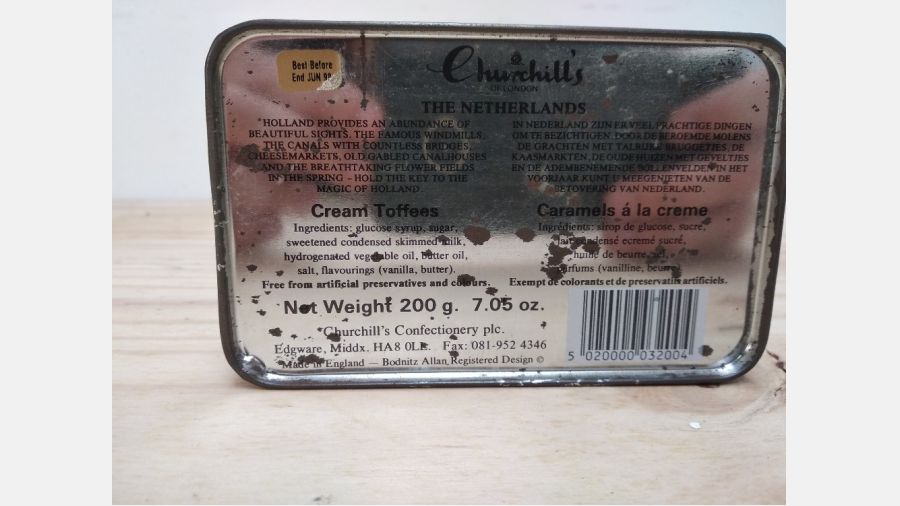 Best Before
End JUN 98
Churchill's
OF LONDON
THE NETHERLANDS
"HOLLAND PROVIDES AN ABUNDANCE OF
BEAUTIFUL SIGHTS. THE FAMOUS WINDMILLS,
THE CANALS WITH COUNTLESS BRIDGES,
CHEESEMARKETS, OLD GABLED CANALHOUSES
AND THE BREATHTAKING FLOWER FIELDS
IN THE SPRING – HOLD THE KEY TO THE
MAGIC OF HOLLAND.
IN NEDERLAND ZIJN ER VEEL PRACHTIGE DINGEN
OM TE BEZICHTIGEN. DOOR DE BEROEMDE MOLENS
DE GRACHTEN MET TALRIJKE BRUGGETJES, DE
KAASMARKTEN, DE OUDE HUIZEN MET GEVELTJES
EN DE ADEMBENEMENDE BOLLENVELDEN IN HET
VOORJAAR KUNT U MEEGENIETEN VAN DE
BETOVERING VAN NEDERLAND.
Cream Toffees
Ingredients: glucose syrup, sugar,
sweetened condensed skimmed milk,
hydrogenated vegetable oil, butter oil,
salt, flavourings (vanilla, butter).
Free from artificial preservatives and colours.
Caramels á la creme
Ingrédients: sirop de glucose, sucre,
lait condensé ecremé sucré,
huile de beurre, sel,
parfums (vanilline, beurre).
Exempt de colorants et de preservatifs artificiels.
Net Weight 200 g. 7.05 oz.
Churchill's Confectionery plc.
Edgware, Middx. HA8 0LE. Fax: 081-952 4346
Made in England — Bodnitz Allan Registered Design ©
5 020000 032004